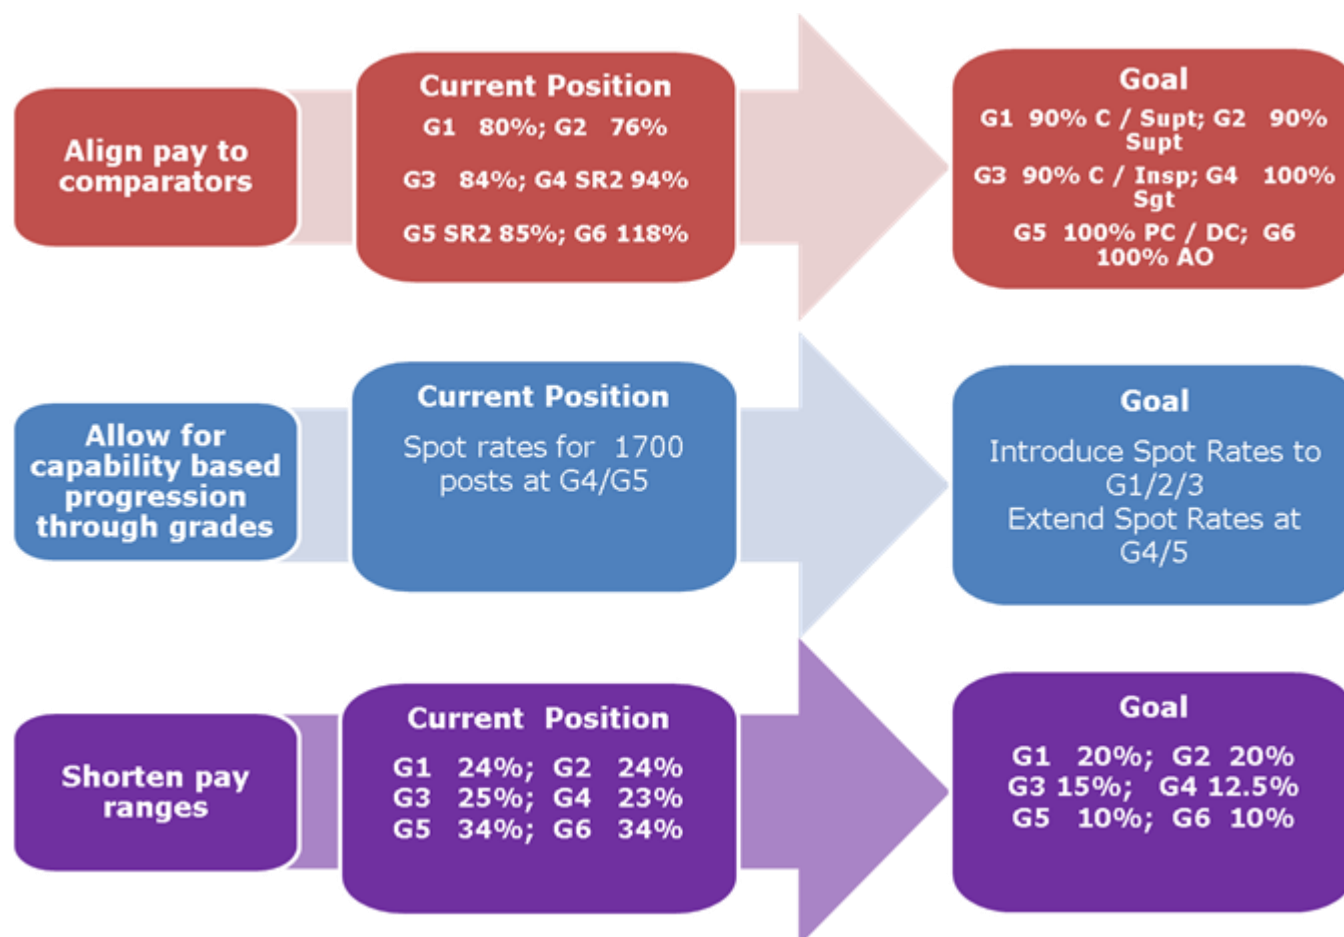 Align pay to
comparators
Current Position
G1 80%; G2 76%
G3 84%; G4 SR2 94%
G5 SR2 85%; G6 118%
Goal
G1 90% C / Supt; G2 90%
Supt
G3 90% C / Insp; G4 100%
Sgt
G5 100% PC / DC; G6
100% AO
Allow for
capability based
progression
through grades
Current Position
Spot rates for 1700
posts at G4/G5
Goal
Introduce Spot Rates to
G1/2/3
Extend Spot Rates at
G4/5
Shorten pay
ranges
Current Position
G1 24%; G2 24%
G3 25%; G4 23%
G5 34%; G6 34%
Goal
G1 20%; G2 20%
G3 15%; G4 12.5%
G5 10%; G6 10%